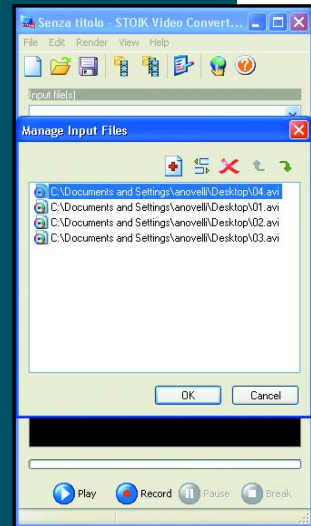 Senza titolo - STOIK Video Convert...
File Edit Render View Help
Input file(s)
Manage Input Files
C:\Documents and Settings\anovelli\Desktop\04.avi
C:\Documents and Settings\anovelli\Desktop\01.avi
C:\Documents and Settings\anovelli\Desktop\02.avi
C:\Documents and Settings\anovelli\Desktop\03.avi
OK Cancel
Play Record Pause Break